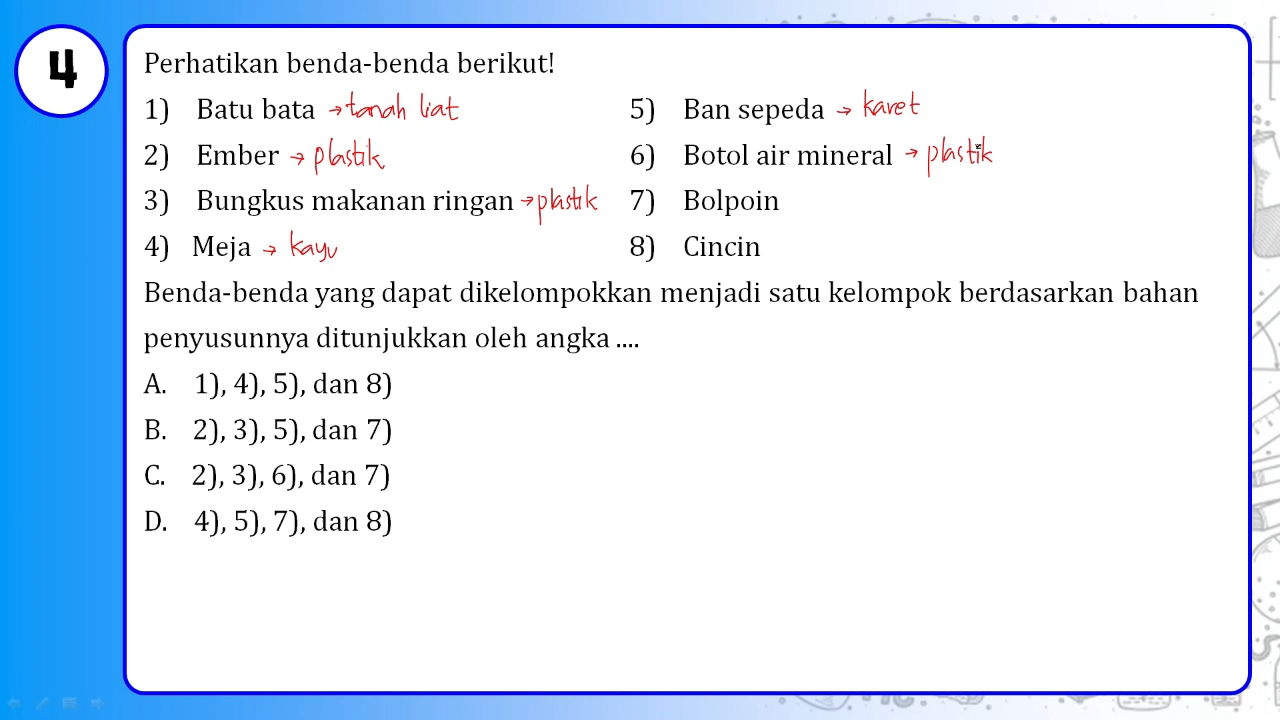 4
Perhatikan benda-benda berikut!
1) Batu bata → tanah liat
2) Ember → plastik
3) Bungkus makanan ringan → plastik
4) Meja → kayu
5) Ban sepeda → karet
6) Botol air mineral → plastik
7) Bolpoin
8) Cincin
Benda-benda yang dapat dikelompokkan menjadi satu kelompok berdasarkan bahan
penyusunnya ditunjukkan oleh angka ....
A. 1), 4), 5), dan 8)
B. 2), 3), 5), dan 7)
C. 2), 3), 6), dan 7)
D. 4), 5), 7), dan 8)